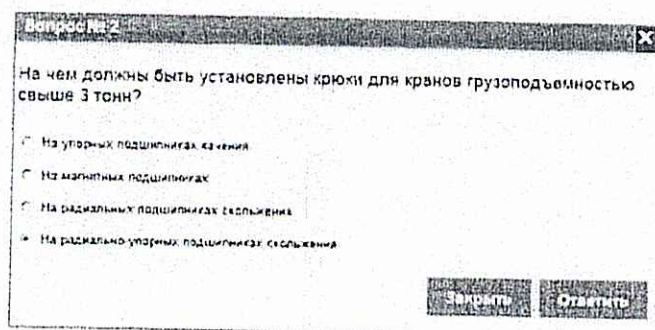 Вопрос № 2
На чем должны быть установлены крюки для кранов грузоподъемностью
свыше 3 тонн?
На упорных подшипниках качения
На магнитных подшипниках
На радиальных подшипниках скольжения
На радиально-упорных подшипниках скольжения
Закрыть Ответить